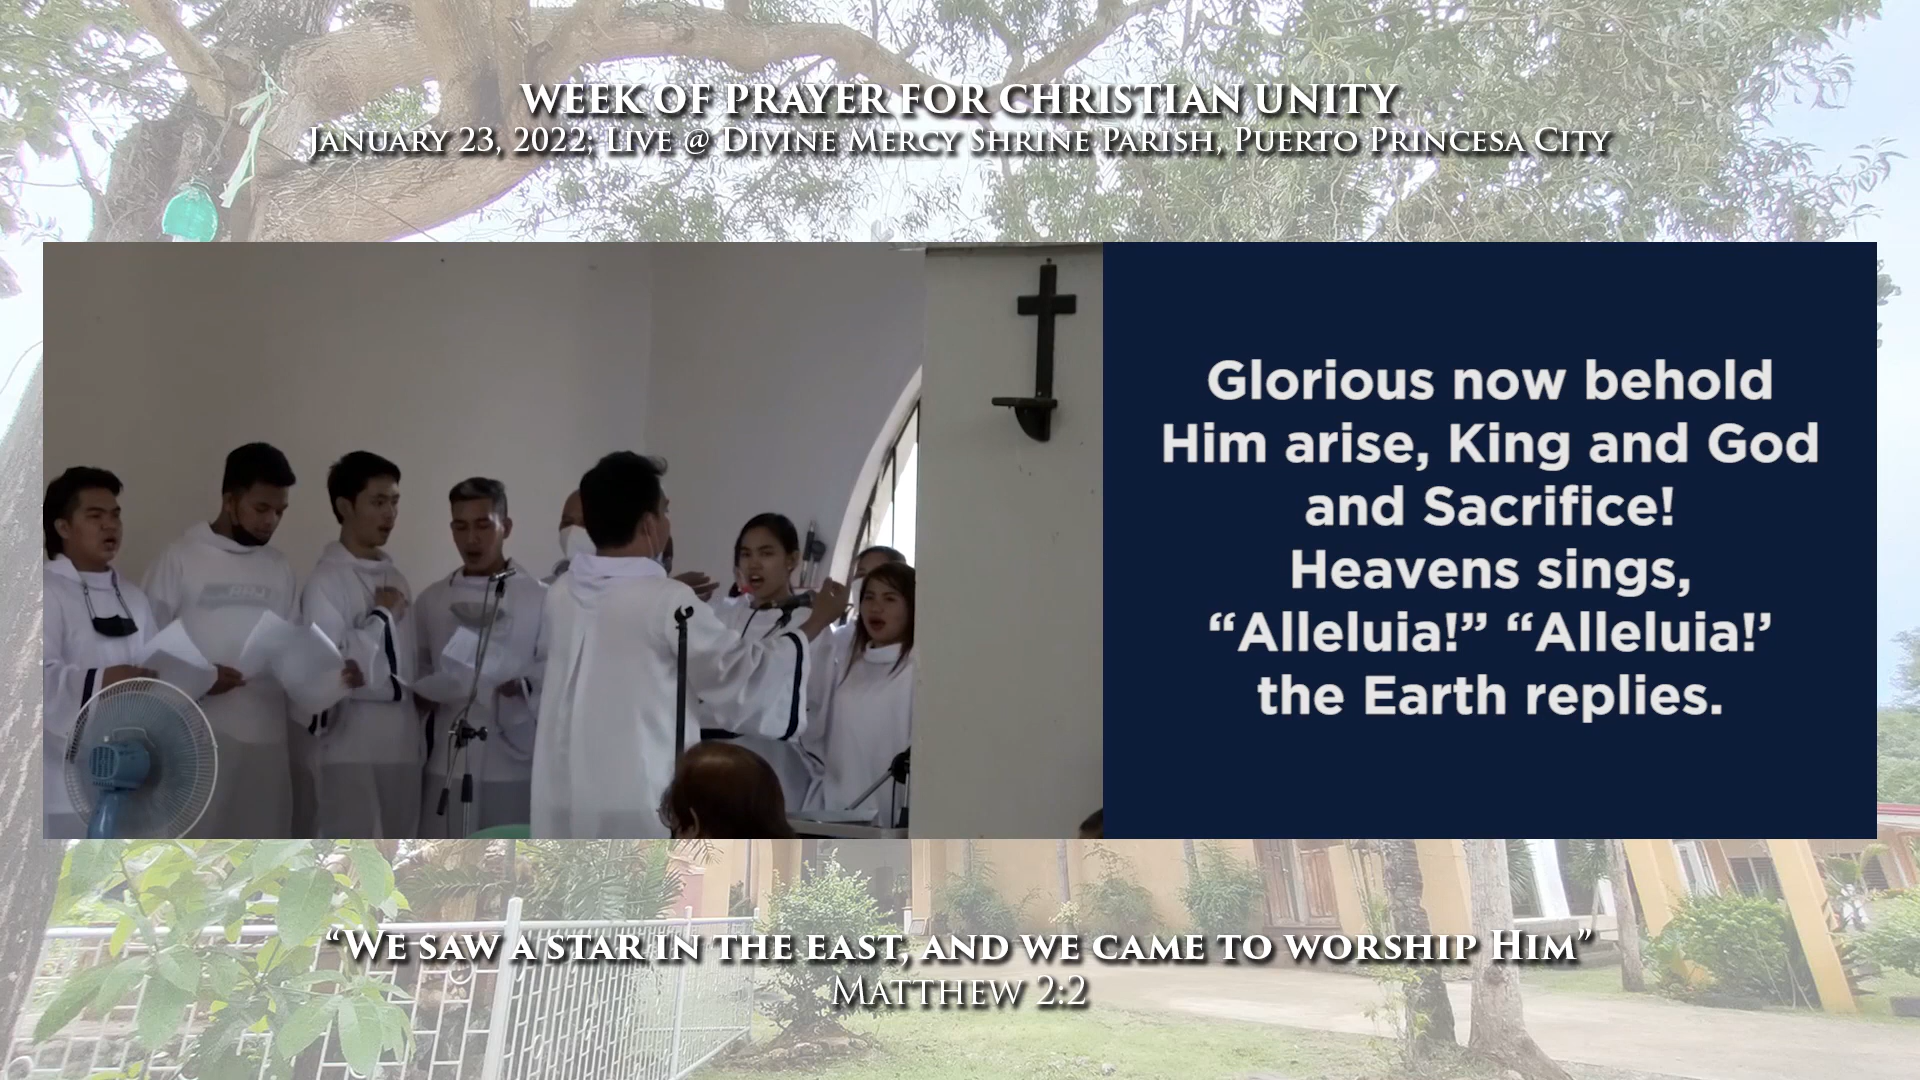 WEEK OF PRAYER FOR CHRISTIAN UNITY
January 23, 2022; Live @ Divine Mercy Shrine Parish, Puerto Princesa City
Glorious now behold
Him arise, King and God
and Sacrifice!
Heavens sings,
“Alleluia!” “Alleluia!’
the Earth replies.
“We saw a star in the east, and we came to worship Him”
Matthew 2:2